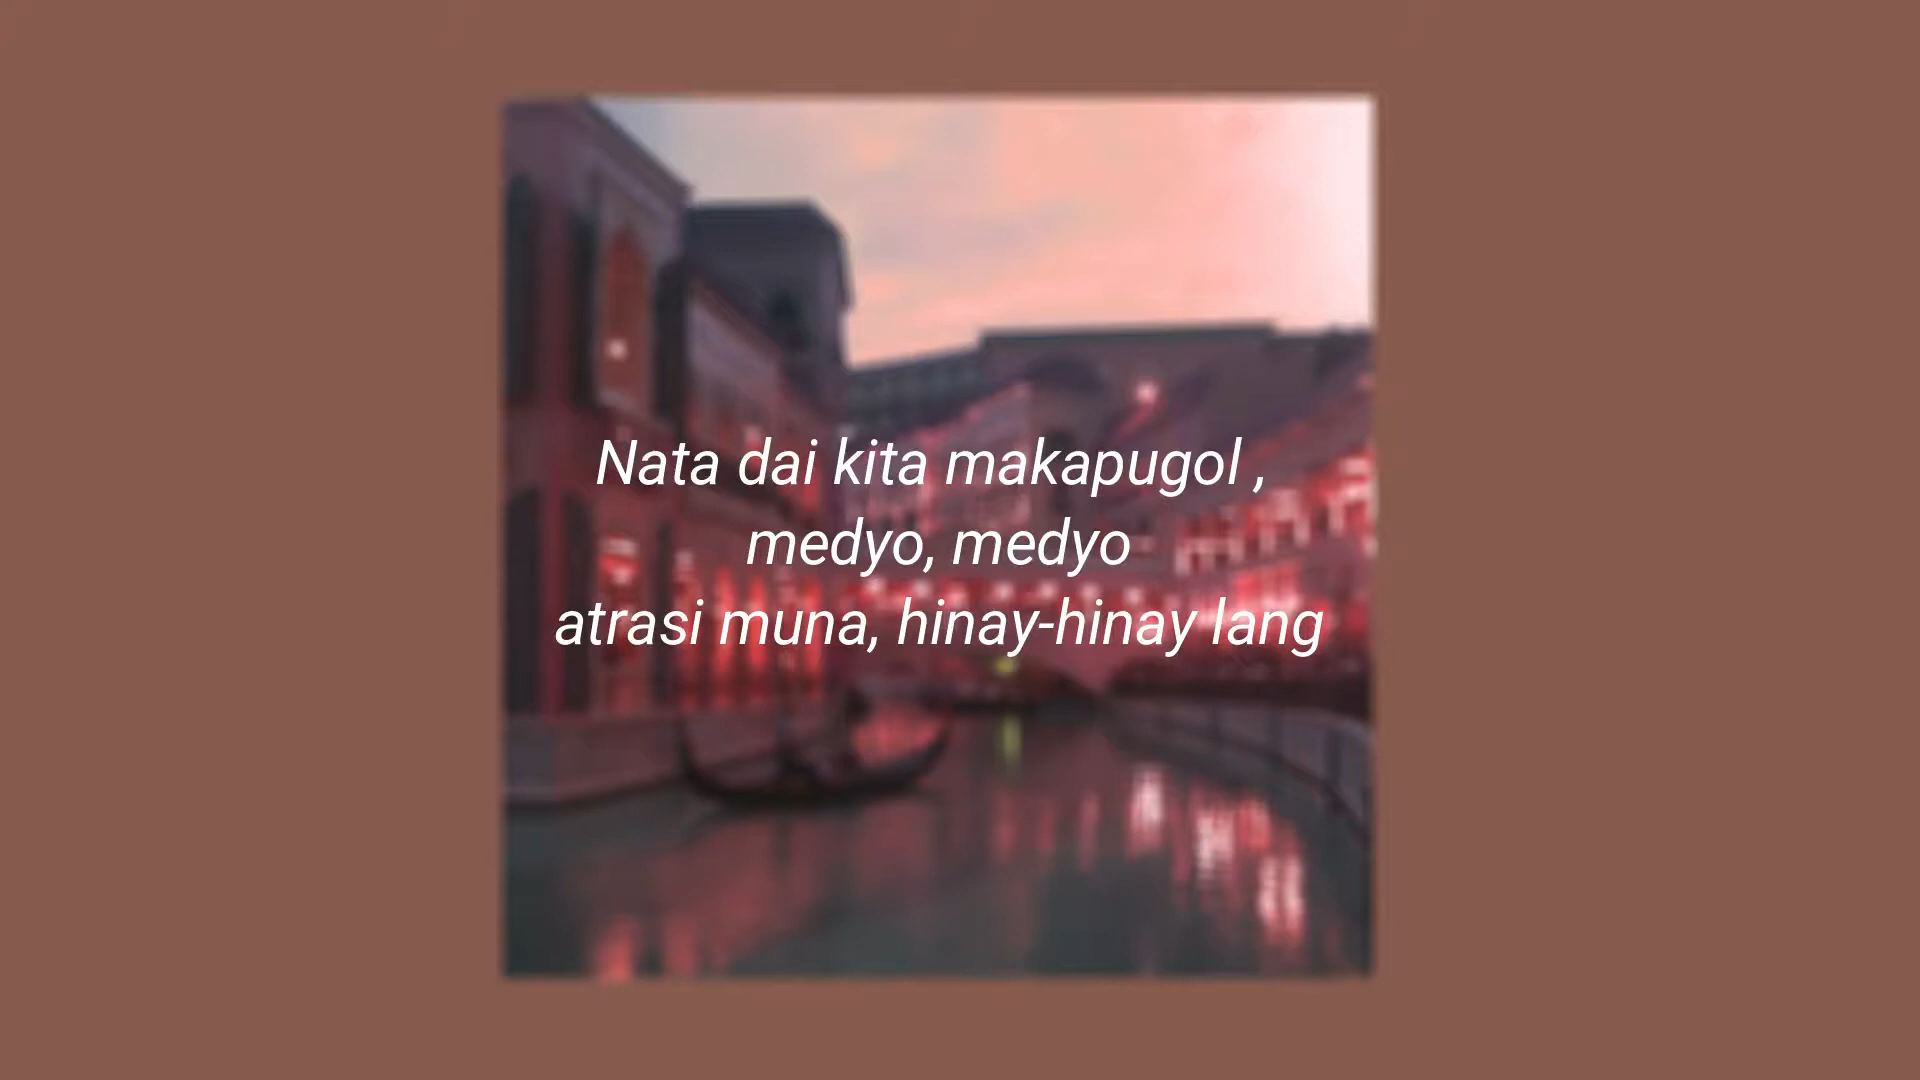 Nata dai kita makapugol ,
medyo, medyo
atrasi muna, hinay-hinay lang